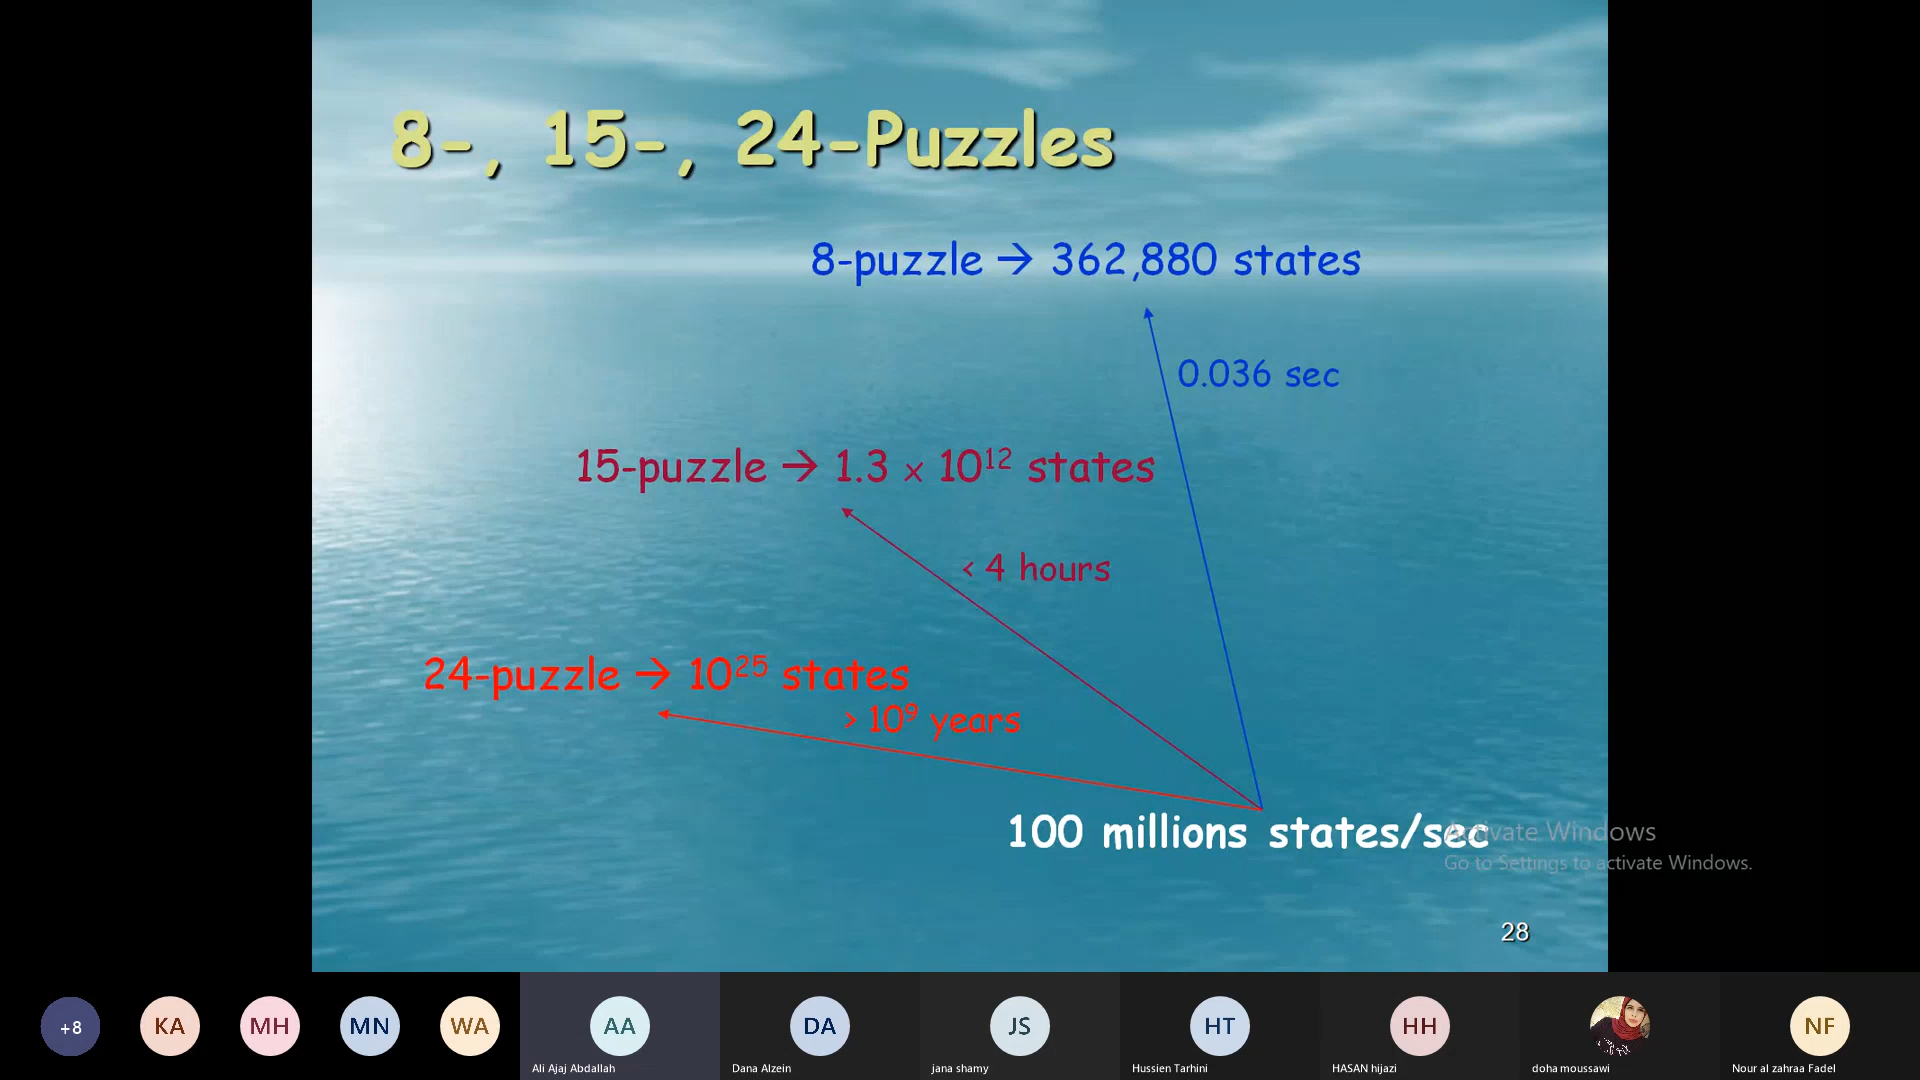 8-, 15-, 24-Puzzles
8-puzzle → 362,880 states
0.036 sec
15-puzzle → 1.3 x 10¹² states
< 4 hours
24-puzzle → 10²⁵ states
> 10⁹ years
100 millions states/sec
Activate Windows
Go to Settings to activate Windows.
28
+8
KA
MH
MN
WA
AA
DA
JS
HT
HH
NF
Ali Ajaj Abdallah
Dana Alzein
jana shamy
Hussien Tarhini
HASAN hijazi
doha moussawi
Nour al zahraa Fadel